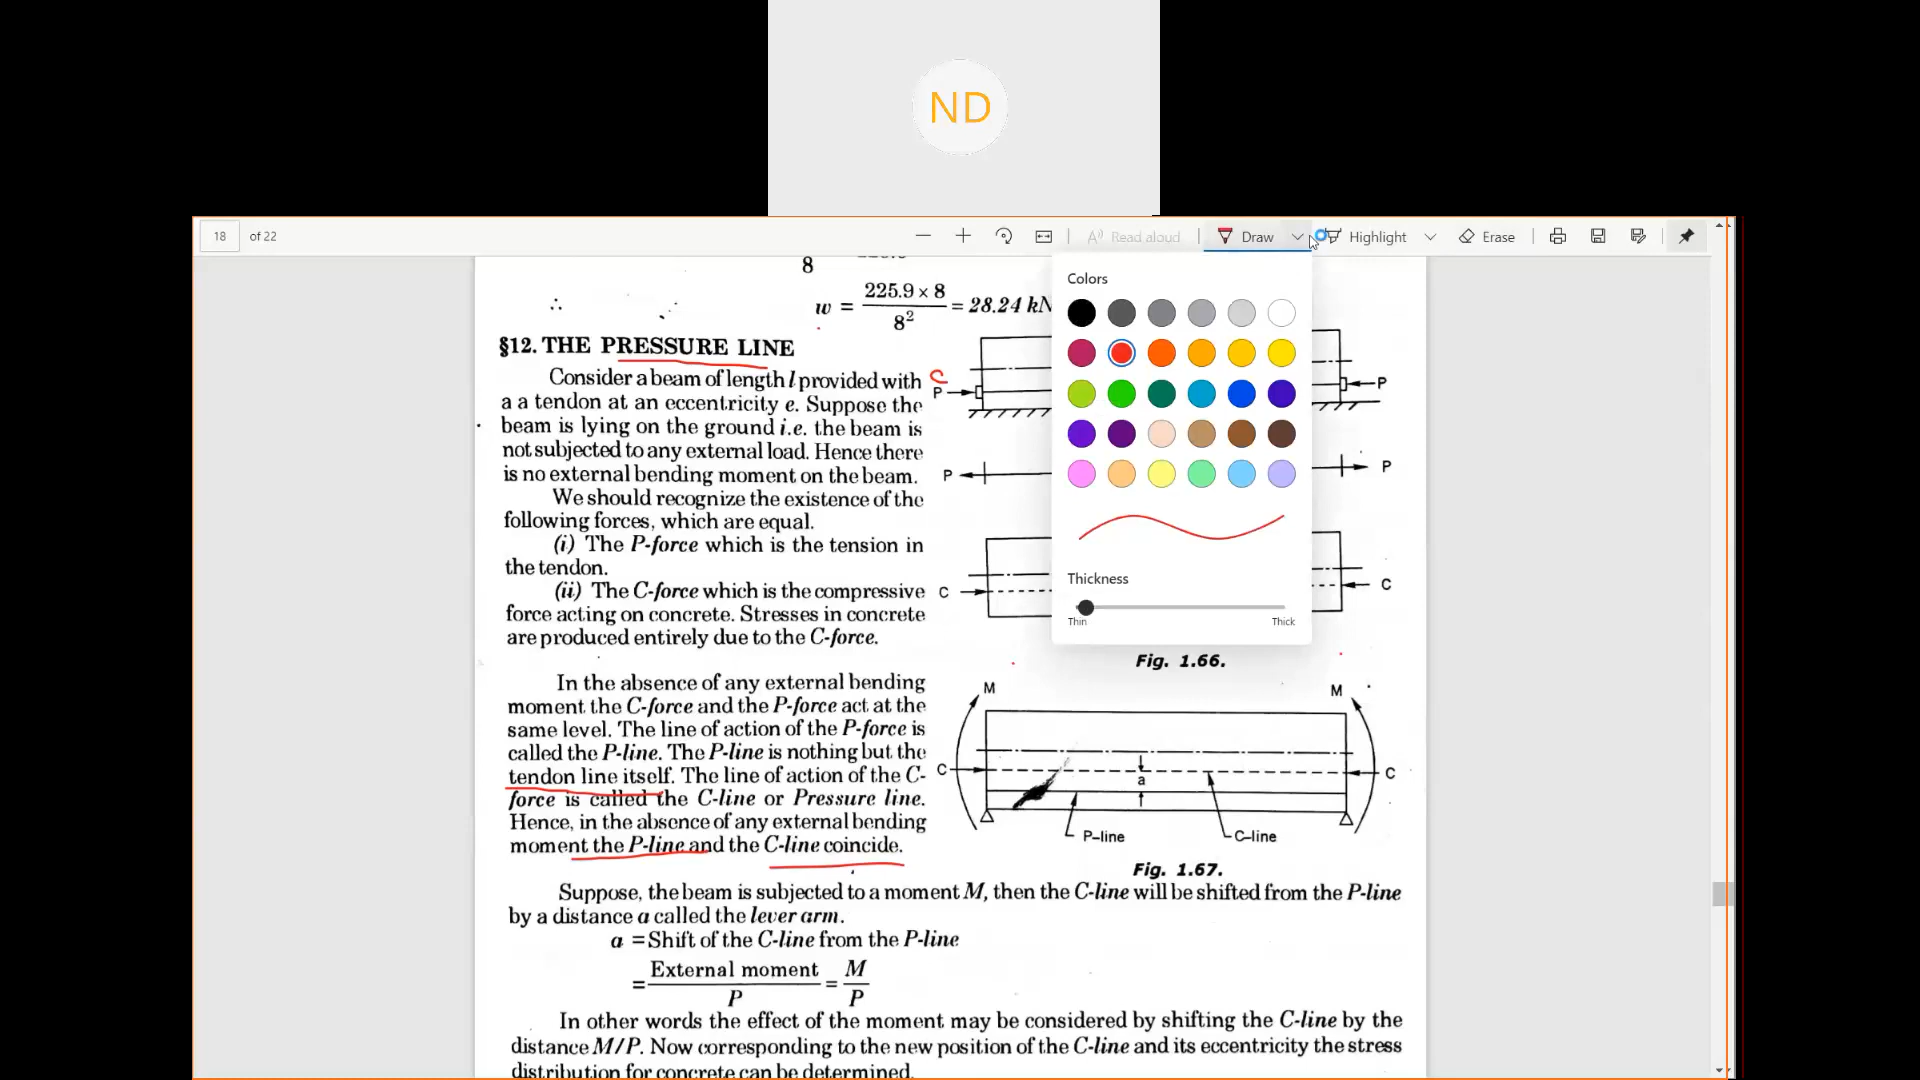 ND
18 of 22
Read aloud
Draw
Highlight
Erase
8
∴ w = 225.9 × 8 / 8² = 28.24 kN
§12. THE PRESSURE LINE
Consider a beam of length l provided with
a a tendon at an eccentricity e. Suppose the
beam is lying on the ground i.e. the beam is
not subjected to any external load. Hence there
is no external bending moment on the beam.
We should recognize the existence of the
following forces, which are equal.
(i) The P-force which is the tension in
the tendon.
(ii) The C-force which is the compressive
force acting on concrete. Stresses in concrete
are produced entirely due to the C-force.
In the absence of any external bending
moment the C-force and the P-force act at the
same level. The line of action of the P-force is
called the P-line. The P-line is nothing but the
tendon line itself. The line of action of the C-
force is called the C-line or Pressure line.
Hence, in the absence of any external bending
moment the P-line and the C-line coincide.
C
P
P
P
P
C
C
Colors
Thickness
Thin
Thick
Fig. 1.66.
M
M
C
a
C
P-line
C-line
Fig. 1.67.
Suppose, the beam is subjected to a moment M, then the C-line will be shifted from the P-line
by a distance a called the lever arm.
a = Shift of the C-line from the P-line
= External moment / P = M / P
In other words the effect of the moment may be considered by shifting the C-line by the
distance M/P. Now corresponding to the new position of the C-line and its eccentricity the stress
distribution for concrete can be determined.